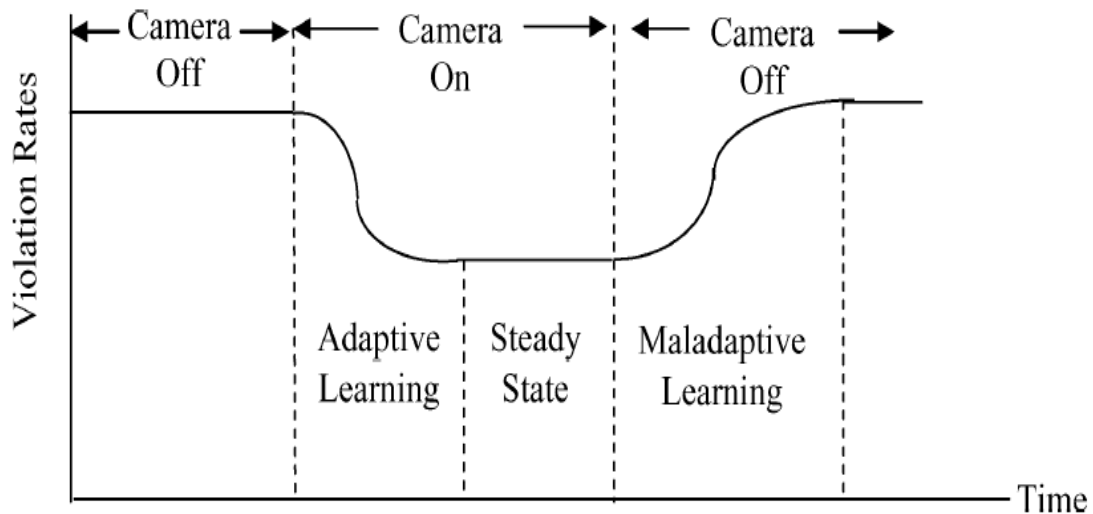 Camera
Off
Camera
On
Camera
Off
Violation Rates
Adaptive
Learning
Steady
State
Maladaptive
Learning
Time